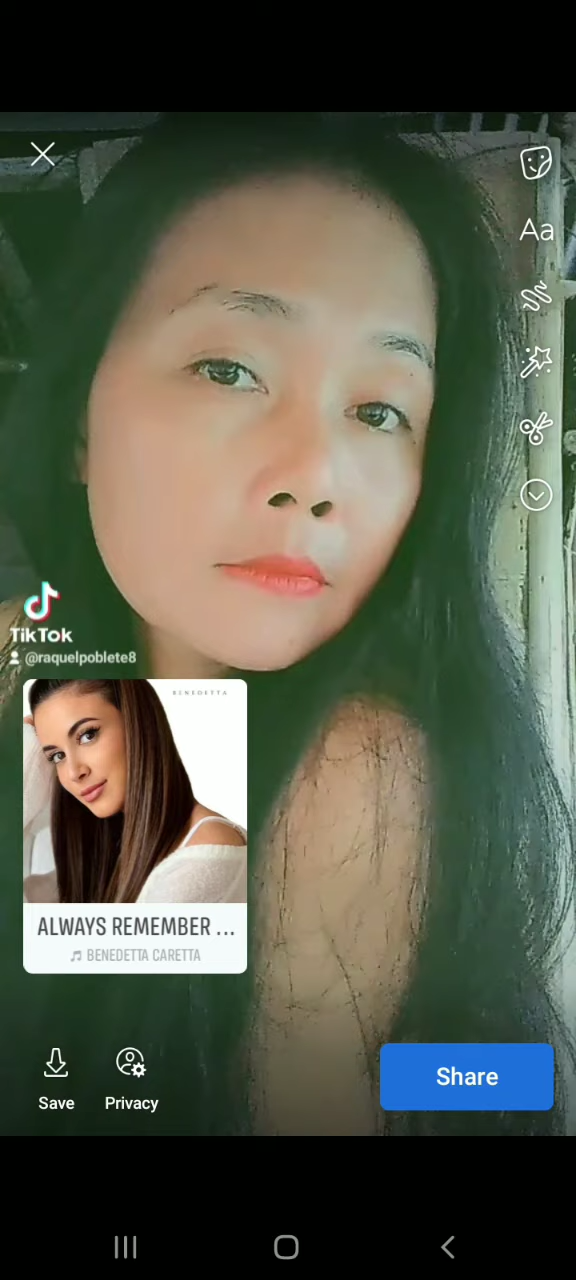 Aa
TikTok
@raquelpoblete8
BENEDETTA
ALWAYS REMEMBER ...
BENEDETTA CARETTA
Save
Privacy
Share